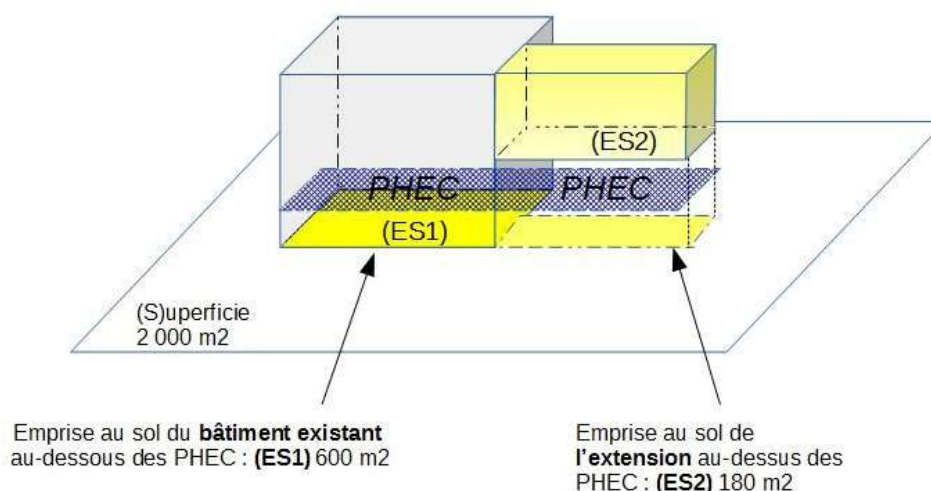 (ES2)
PHEC PHEC
(ES1)
(S)uperficie
2 000 m2
Emprise au sol du bâtiment existant
au-dessous des PHEC : (ES1) 600 m2
Emprise au sol de
l'extension au-dessus des
PHEC : (ES2) 180 m2